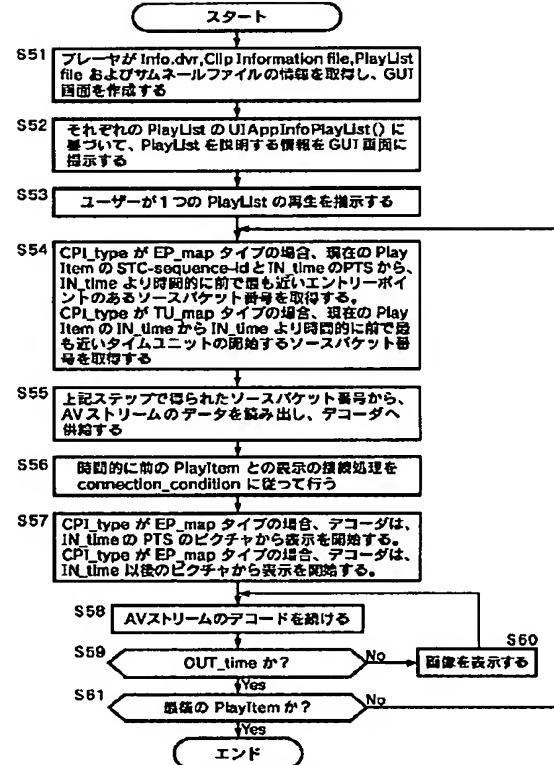 スタート
S51
プレーヤが Info.dvr,Clip Information file,PlayList
file およびサムネールファイルの情報を取得し、GUI
画面を作成する
S52
それぞれの PlayList の UIAppInfoPlayList() に
基づいて、PlayList を説明する情報を GUI 画面に
提示する
S53
ユーザーが1つの PlayList の再生を指示する
S54
CPI_type が EP_map タイプの場合、現在の Play
Item の STC-sequence-id と IN_time のPTS から、
IN_time より時間的に前で最も近いエントリーポ
イントのあるソースパケット番号を取得する。
CPI_type が TU_map タイプの場合、現在の Play
Item の IN_time から IN_time より時間的に前で最
も近いタイムユニットの開始するソースパケット番
号を取得する
S55
上記ステップで得られたソースパケット番号から、
AVストリームのデータを読み出し、デコーダへ
供給する
S56
時間的に前の PlayItem との表示の接続処理を
connection_condition に従って行う
S57
CPI_type が EP_map タイプの場合、デコーダは、
IN_time の PTS のピクチャから表示を開始する。
CPI_type が EP_map タイプの場合、デコーダは、
IN_time 以後のピクチャから表示を開始する。
S58
AVストリームのデコードを続ける
S59
OUT_time か?
No
S60
画像を表示する
Yes
S61
最後の PlayItem か?
No
Yes
エンド